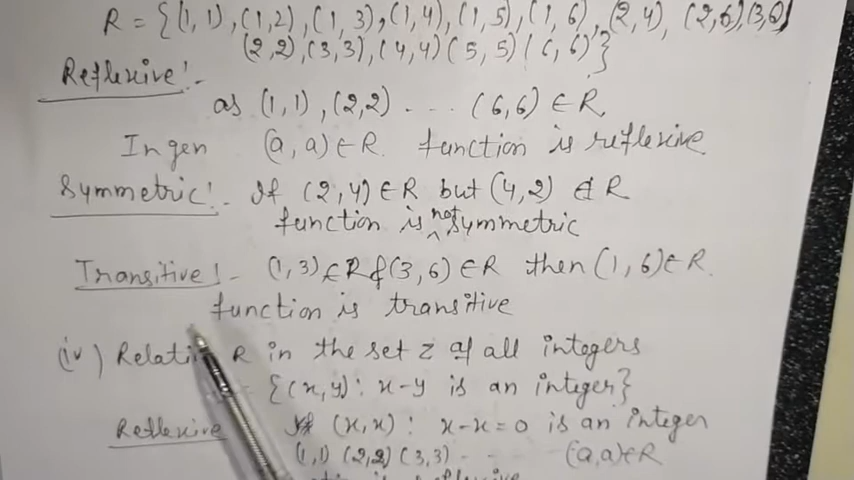 R = {(1,1), (1,2), (1,3), (1,4), (1,5), (1,6), (2,4), (2,6), (3,6)
(2,2), (3,3), (4,4) (5,5) (6,6)}
Reflexive!-
as (1,1), (2,2) ... (6,6) ∈ R,
In gen (a,a) ∈ R. function is reflexive
Symmetric!- If (2,4) ∈ R but (4,2) ∉ R
function is not symmetric
Transitive!- (1,3) ∈ R & (3,6) ∈ R then (1,6) ∈ R.
function is transitive
(iv) Relati R in the set Z of all integers
= {(x,y): x-y is an integer}
Reflexive If (x,x): x-x=0 is an integer
(1,1) (2,2) (3,3) .. (a,a) ∈ R
is reflexive